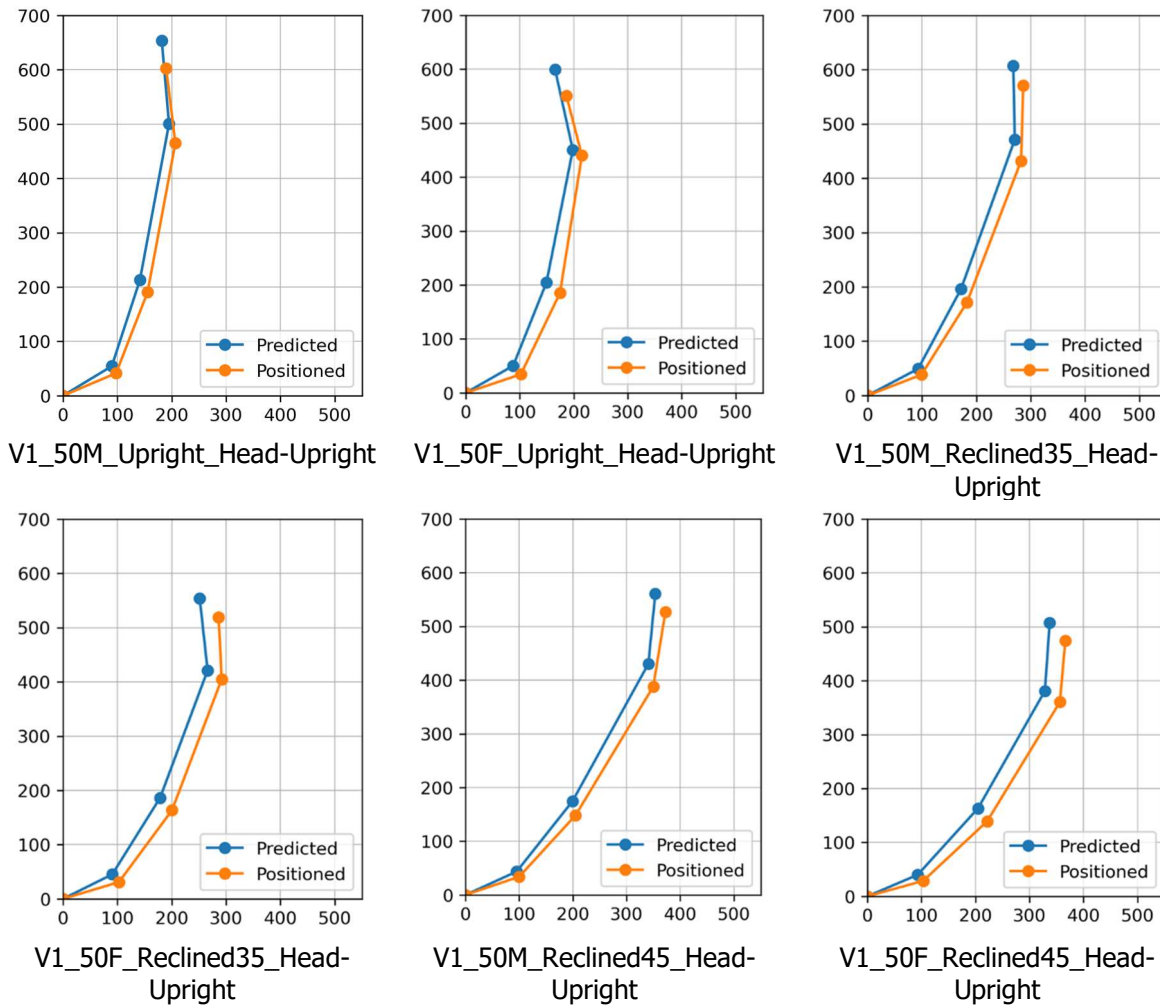 700
600
500
400
300
200
100
0
Predicted
Positioned
0 100 200 300 400 500
V1_50M_Upright_Head-Upright
700
600
500
400
300
200
100
0
Predicted
Positioned
0 100 200 300 400 500
V1_50F_Upright_Head-Upright
700
600
500
400
300
200
100
0
Predicted
Positioned
0 100 200 300 400 500
V1_50M_Reclined35_Head-
Upright
700
600
500
400
300
200
100
0
Predicted
Positioned
0 100 200 300 400 500
V1_50F_Reclined35_Head-
Upright
700
600
500
400
300
200
100
0
Predicted
Positioned
0 100 200 300 400 500
V1_50M_Reclined45_Head-
Upright
700
600
500
400
300
200
100
0
Predicted
Positioned
0 100 200 300 400 500
V1_50F_Reclined45_Head-
Upright